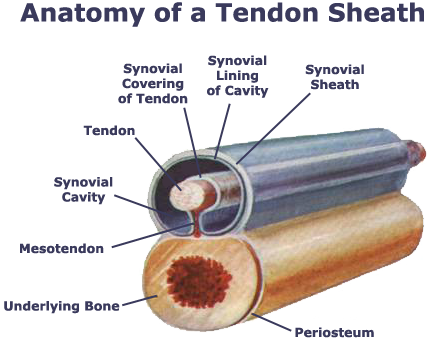 Anatomy of a Tendon Sheath
Synovial
Covering
of Tendon
Synovial
Lining
of Cavity
Synovial
Sheath
Tendon
Synovial
Cavity
Mesotendon
Underlying Bone
Periosteum